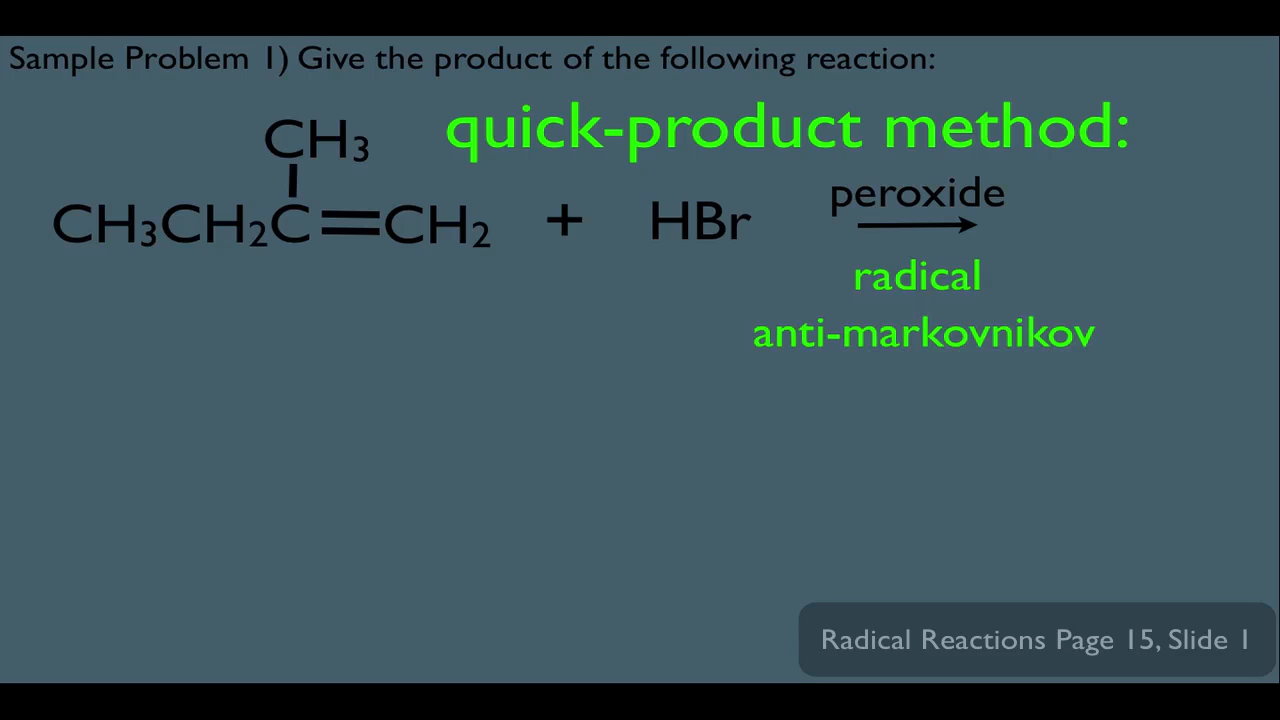 Sample Problem 1) Give the product of the following reaction:
quick-product method:
CH₃
CH₃CH₂C=CH₂ + HBr
peroxide
radical
anti-markovnikov
Radical Reactions Page 15, Slide 1